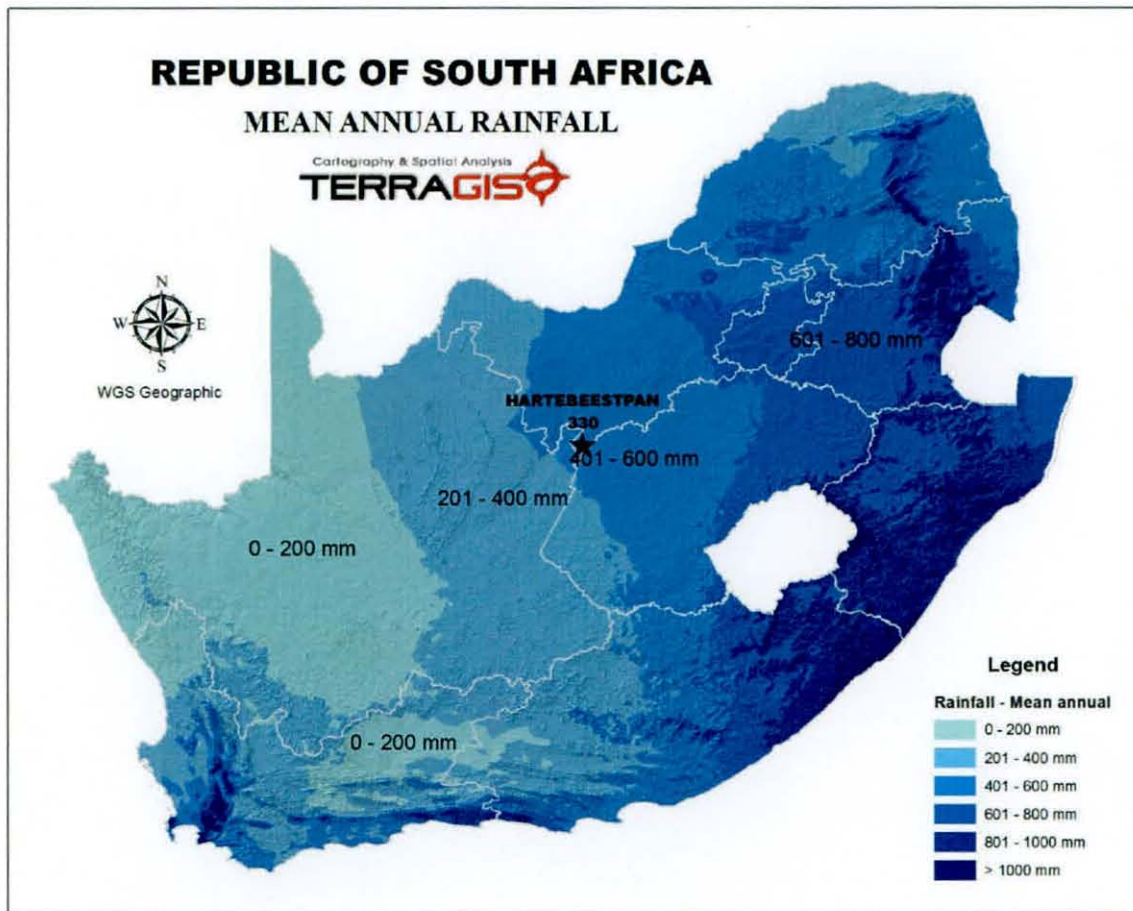 REPUBLIC OF SOUTH AFRICA
MEAN ANNUAL RAINFALL
Cartography & Spatial Analysis
TERRAGIS
N
W E
S
WGS Geographic
601 - 800 mm
HARTEBEESTPAN
330
401 - 600 mm
201 - 400 mm
0 - 200 mm
0 - 200 mm
Legend
Rainfall - Mean annual
0 - 200 mm
201 - 400 mm
401 - 600 mm
601 - 800 mm
801 - 1000 mm
> 1000 mm